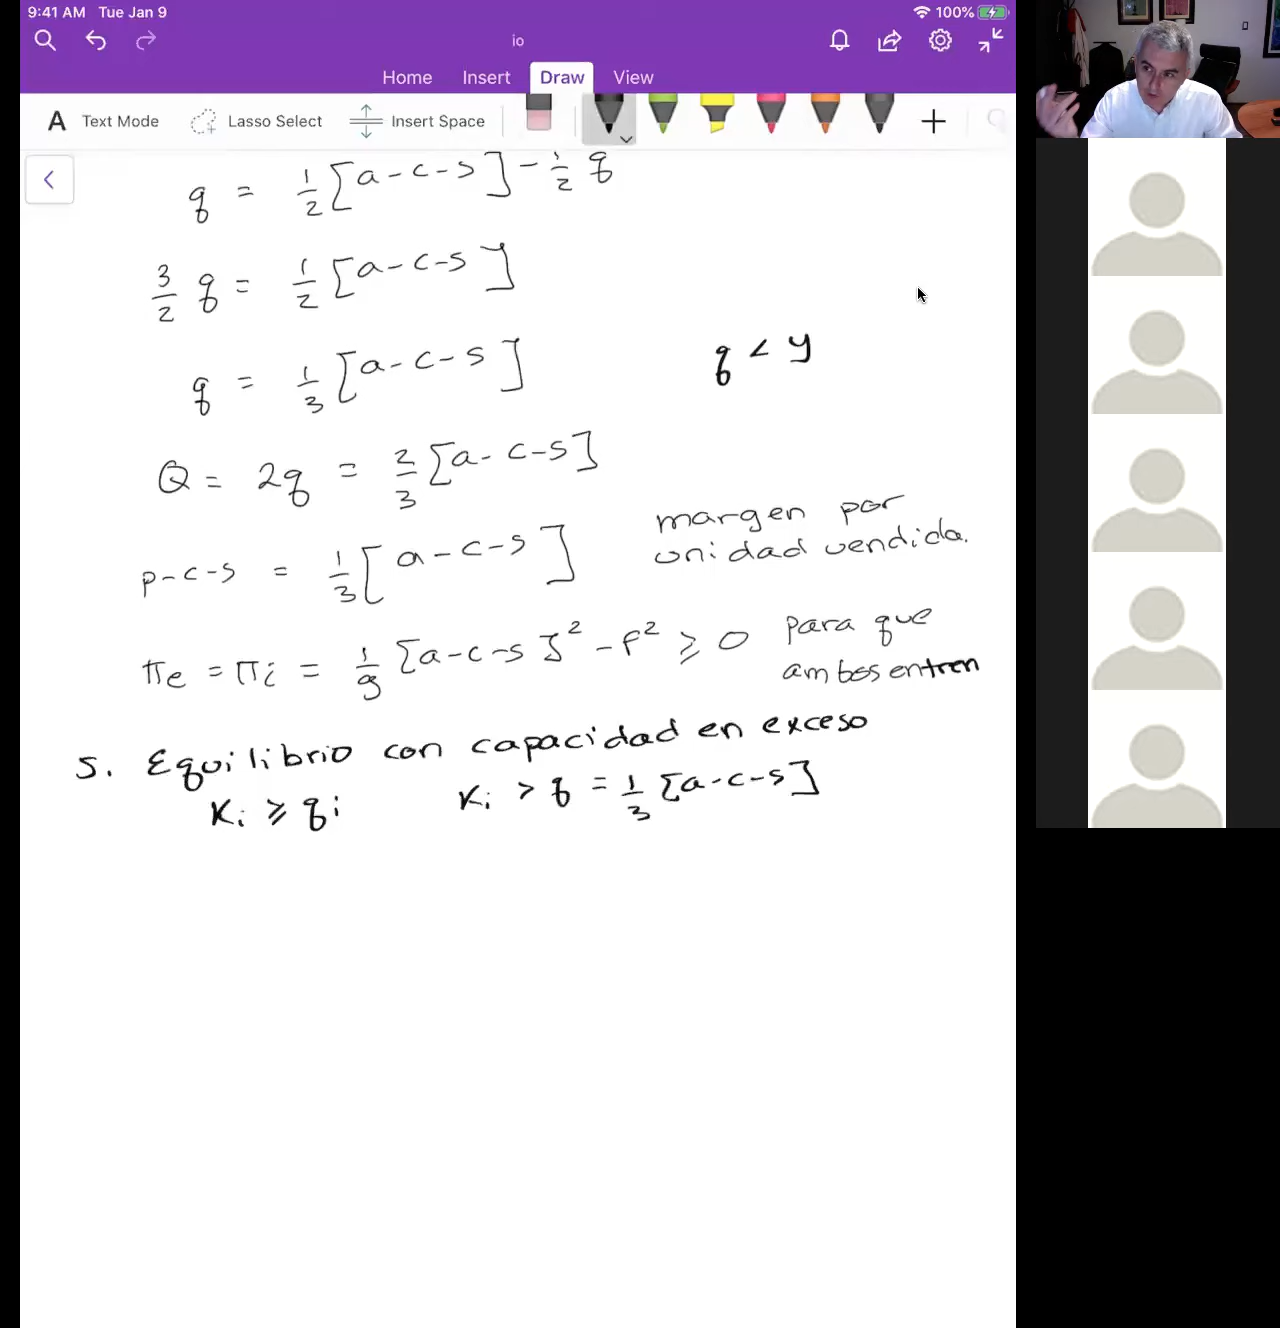 9:41 AM Tue Jan 9
100%
io
Home Insert Draw View
A Text Mode Lasso Select Insert Space
q = 1/2 [a-c-s] - 1/2 q
3/2 q = 1/2 [a-c-s]
q = 1/3 [a-c-s]
q < y
Q = 2q = 2/3 [a-c-s]
p-c-s = 1/3 [a-c-s]
margen por
unidad vendida.
πe = πi = 1/9 [a-c-s]² - f² ≥ 0
para que
ambos entren
5. Equilibrio con capacidad en exceso
Ki ≥ qi Ki > q = 1/3 [a-c-s]